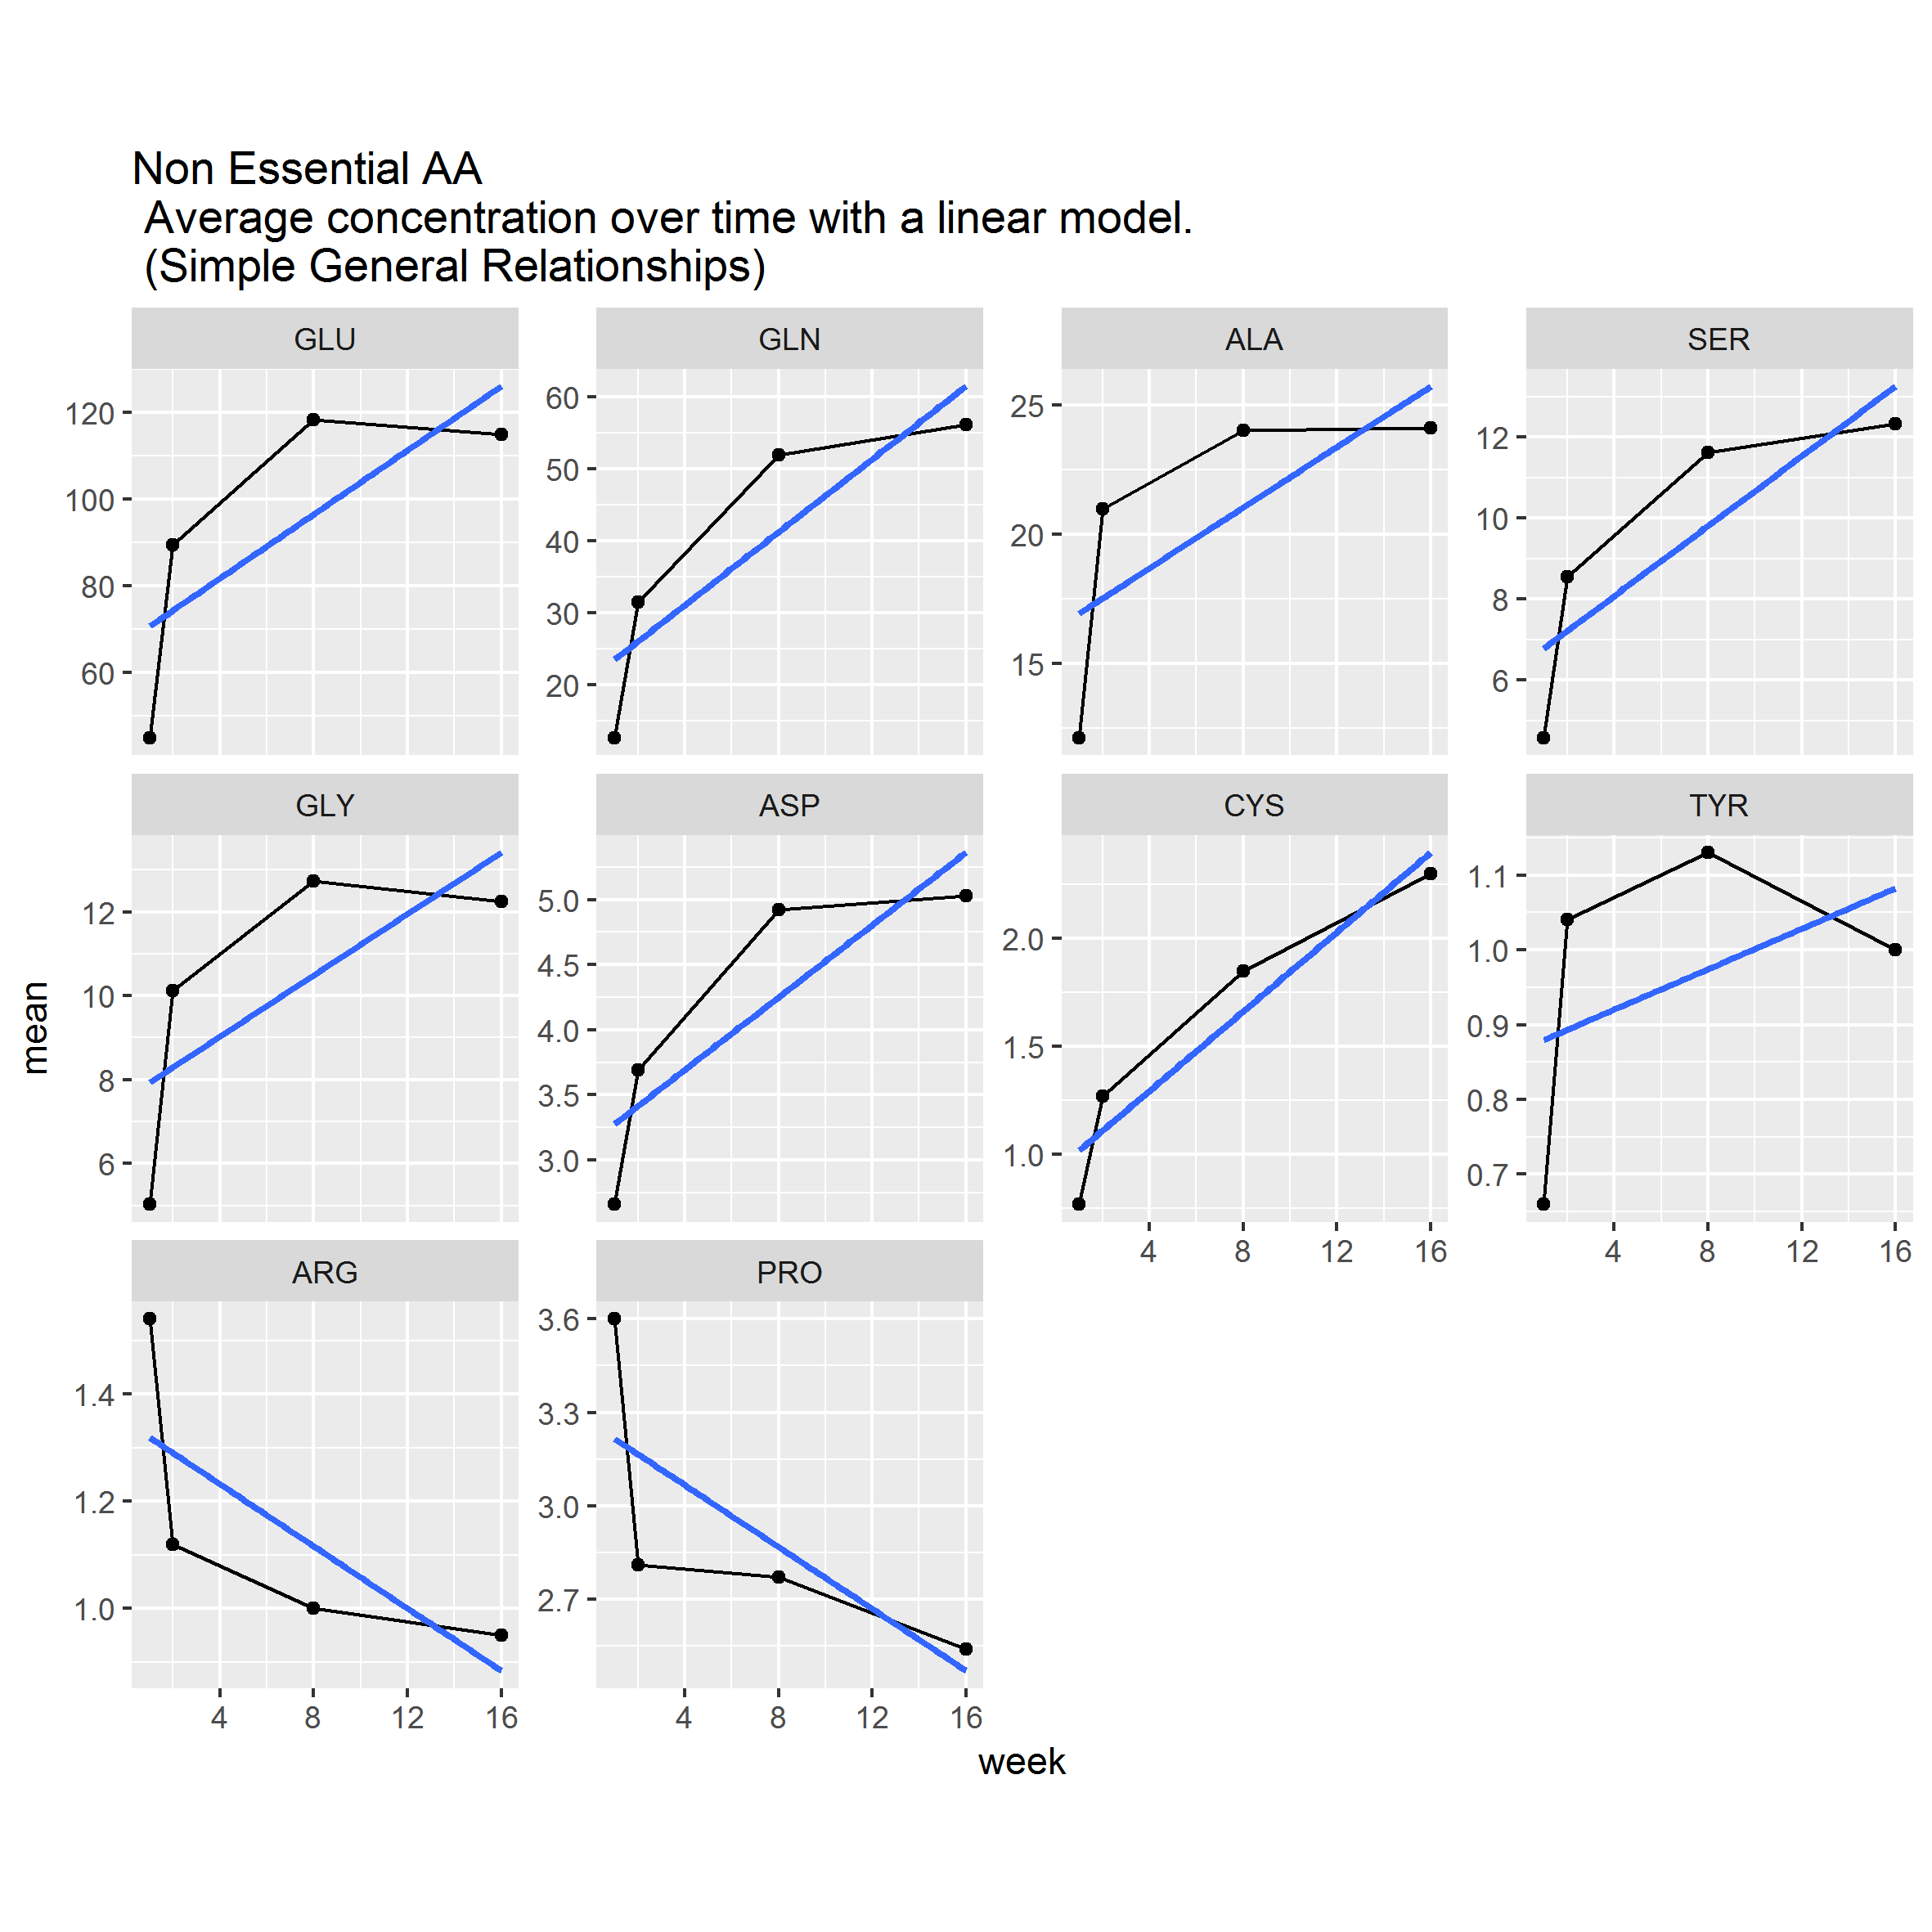 Non Essential AA
Average concentration over time with a linear model.
(Simple General Relationships)
GLU
GLN
ALA
SER
120
100
80
60
60
50
40
30
20
25
20
15
12
10
8
6
GLY
ASP
CYS
TYR
12
10
8
6
5.0
4.5
4.0
3.5
3.0
2.0
1.5
1.0
1.1
1.0
0.9
0.8
0.7
4 8 12 16
4 8 12 16
ARG
PRO
1.4
1.2
1.0
3.6
3.3
3.0
2.7
4 8 12 16
4 8 12 16
mean
week